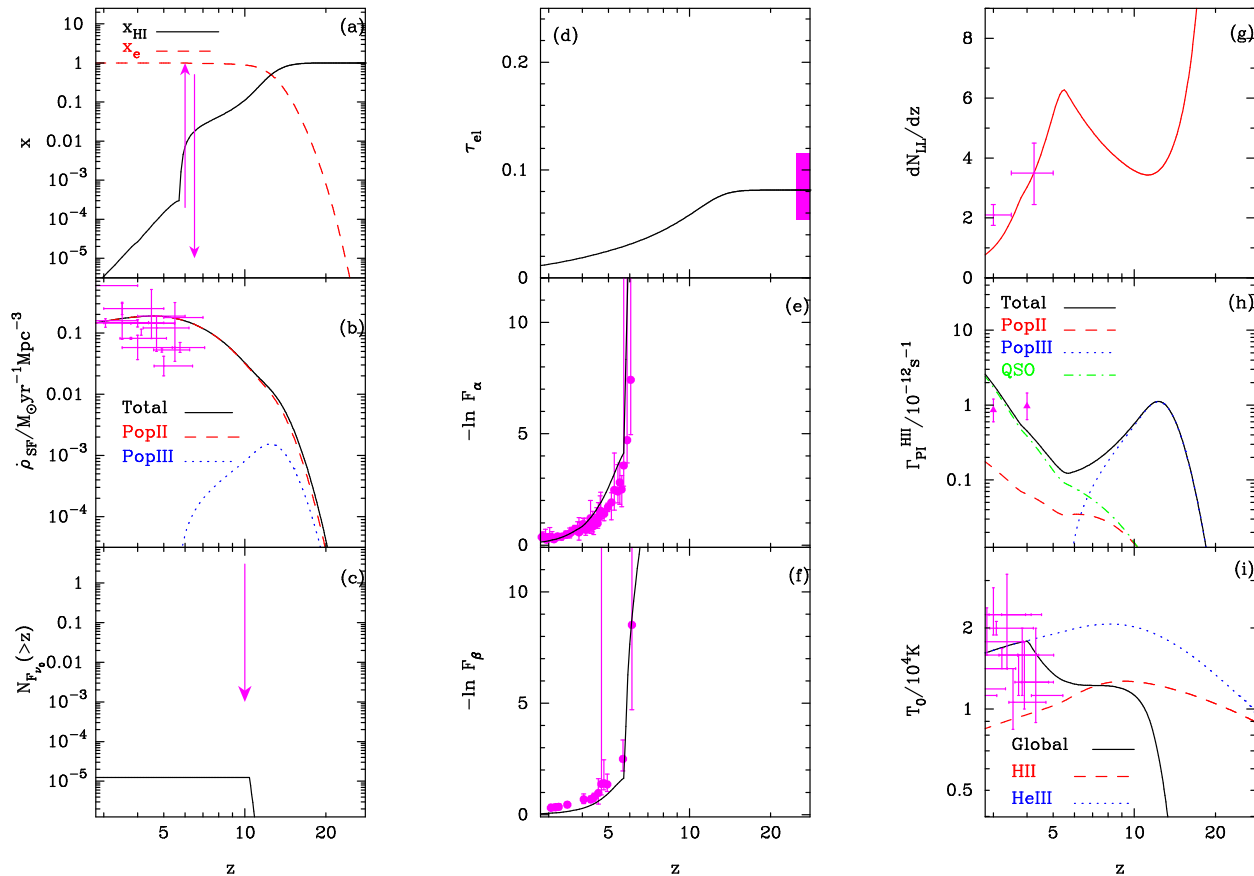 (a)
x_HI
x_e
10
1
0.1
0.01
10^-3
10^-4
10^-5
x
(b)
0.1
0.01
10^-3
10^-4
Total
PopII
PopIII
ρ̇_SF/M_⊙yr^-1Mpc^-3
(c)
1
0.1
0.01
10^-3
10^-4
10^-5
N_F_ν_0(>z)
5 10 20
z
(d)
0.2
0.1
0
τ_el
(e)
10
5
0
-ln F_α
(f)
10
5
0
-ln F_β
5 10 20
z
(g)
8
6
4
2
0
dN_LL/dz
(h)
Total
PopII
PopIII
QSO
10
1
0.1
Γ_PI^HII/10^-12s^-1
(i)
2
1
0.4
T_0/10^4K
Global
HII
HeIII
5 10 20
z